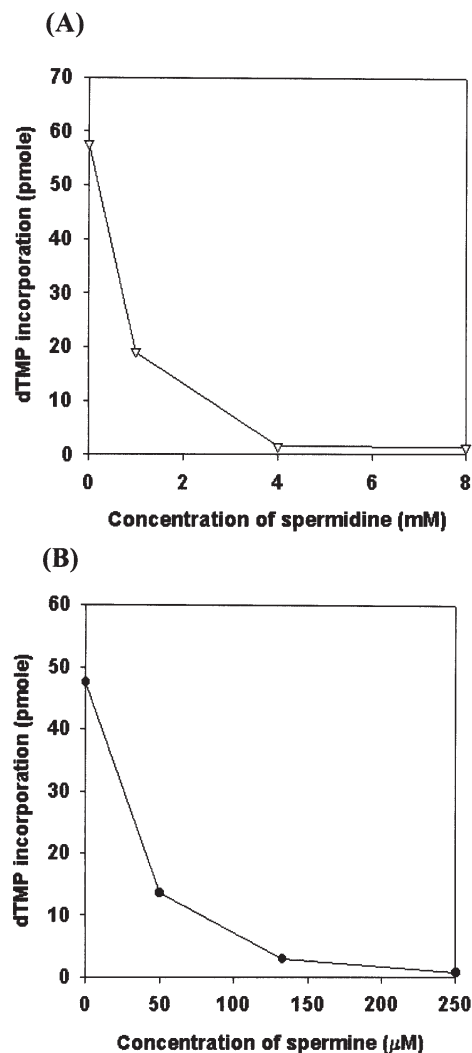 (A)
70
60
50
40
30
20
10
0
dTMP incorporation (pmole)
0 2 4 6 8
Concentration of spermidine (mM)
(B)
60
50
40
30
20
10
0
dTMP incorporation (pmole)
0 50 100 150 200 250
Concentration of spermine (μM)